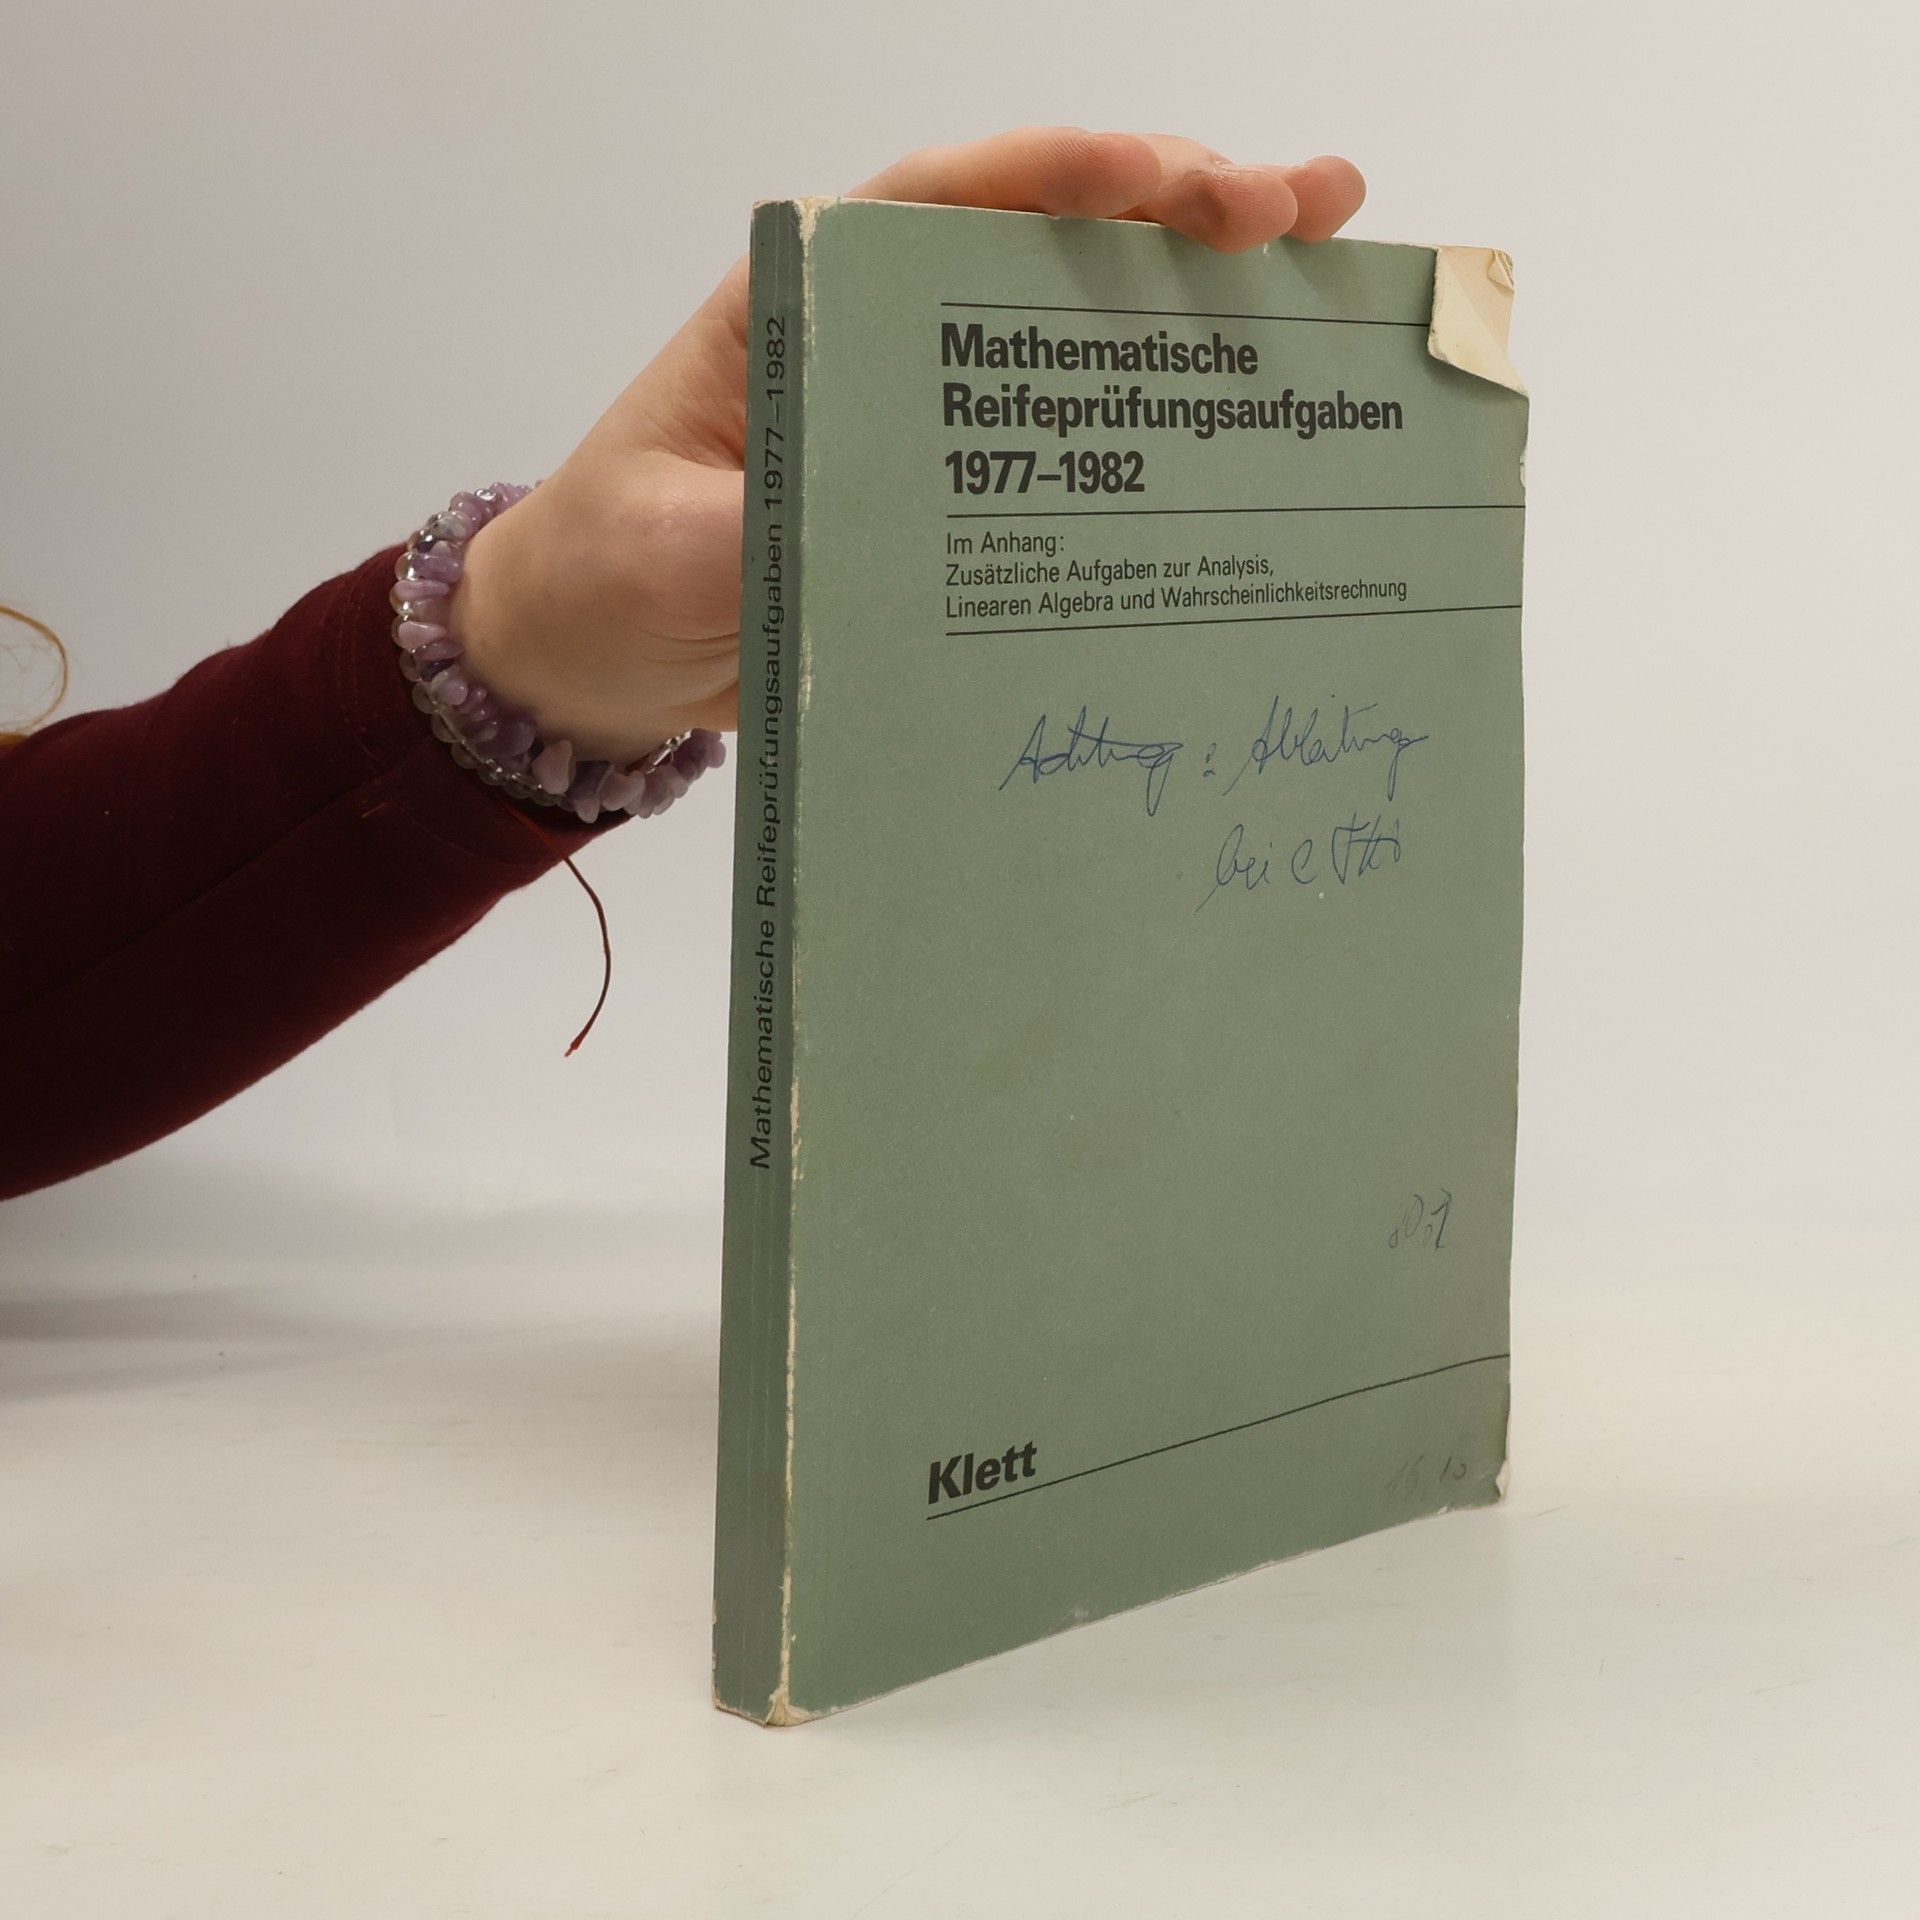 Mathematische Reifeprüfungsaufgaben 1977–1982
Mathematische
Reifeprüfungsaufgaben
1977–1982
Im Anhang:
Zusätzliche Aufgaben zur Analysis,
Linearen Algebra und Wahrscheinlichkeitsrechnung
Achtung : Ableitung
bei e
Klett